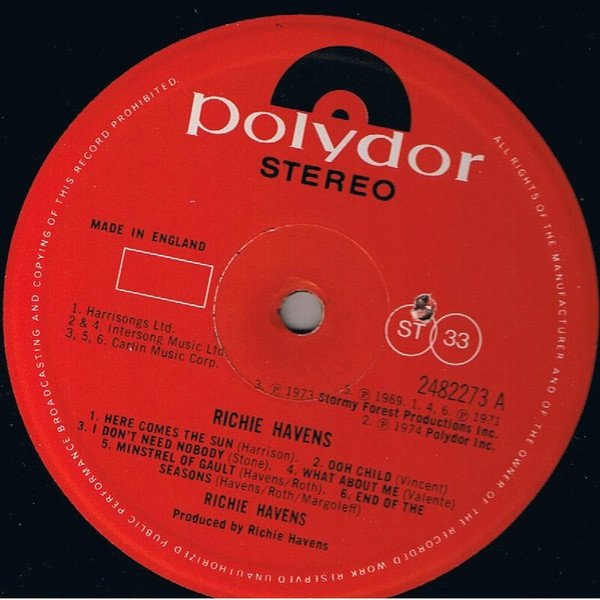 polydor
STEREO
MADE IN ENGLAND
1. Harrisongs Ltd.
2 & 4. Intersong Music Ltd.
3, 5, 6. Carlin Music Corp.
ST 33
2482273 A
5. ℗ 1969. 1, 4, 6. ℗ 1971
3. ℗ 1973 Stormy Forest Productions Inc.
2. ℗ 1974 Polydor Inc.
RICHIE HAVENS
1. HERE COMES THE SUN (Harrison). 2. OOH CHILD (Vincent)
3. I DON'T NEED NOBODY (Stone). 4. WHAT ABOUT ME (Valente)
5. MINSTREL OF GAULT (Havens/Roth). 6. END OF THE
SEASONS (Havens/Roth/Margoleff)
RICHIE HAVENS
Produced by Richie Havens
ALL RIGHTS OF THE MANUFACTURER AND OF THE OWNER OF THE RECORDED WORK RESERVED UNAUTHORIZED PUBLIC PERFORMANCE BROADCASTING AND COPYING OF THIS RECORD PROHIBITED.